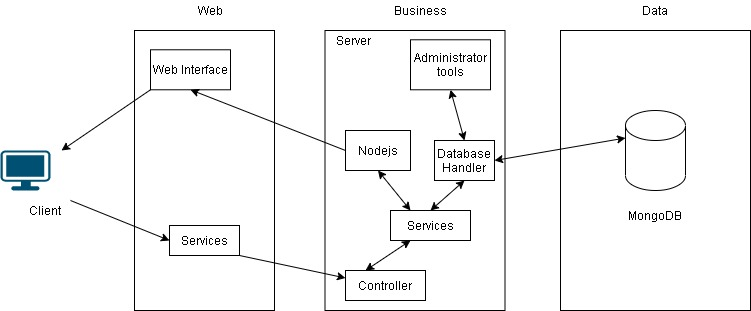 Web
Business
Data
Server
Web Interface
Administrator
tools
Nodejs
Database
Handler
Client
Services
Services
Controller
MongoDB